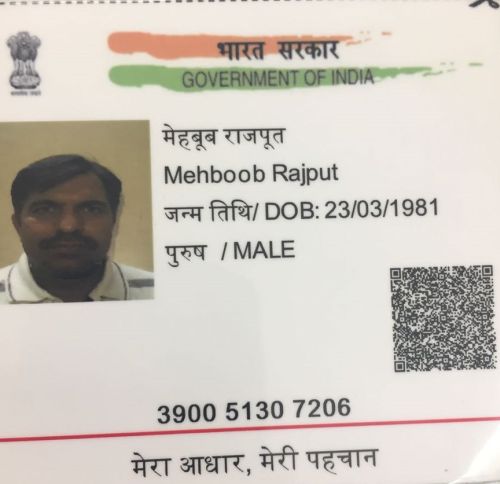 भारत सरकार
GOVERNMENT OF INDIA
मेहबूब राजपूत
Mehboob Rajput
जन्म तिथि/ DOB: 23/03/1981
पुरुष / MALE
3900 5130 7206
मेरा आधार, मेरी पहचान